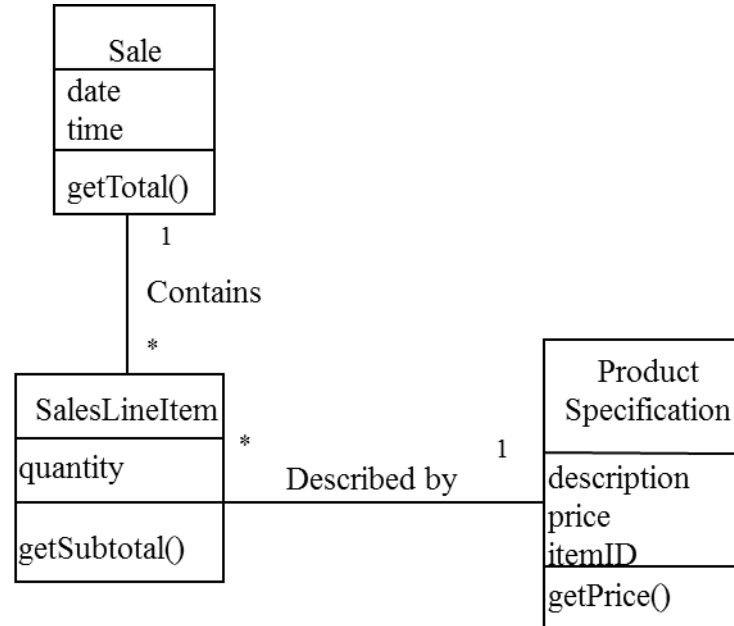 Sale
date
time
getTotal()
1
Contains
*
SalesLineItem
quantity
getSubtotal()
*
Described by
1
Product
Specification
description
price
itemID
getPrice()